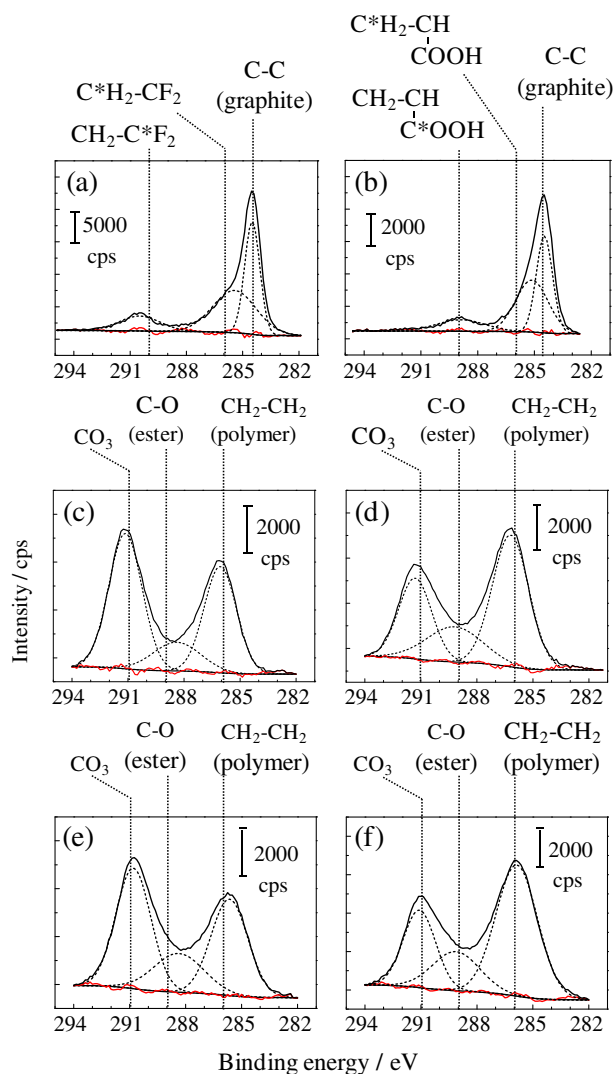 C*H₂-CH
COOH
C-C
(graphite)
C*H₂-CF₂
CH₂-CH
C*OOH
CH₂-C*F₂
C-C
(graphite)
(a)
5000
cps
(b)
2000
cps
294 291 288 285 282
294 291 288 285 282
CO₃
C-O
(ester)
CH₂-CH₂
(polymer)
CO₃
C-O
(ester)
CH₂-CH₂
(polymer)
(c)
2000
cps
(d)
2000
cps
294 291 288 285 282
294 291 288 285 282
Intensity / cps
CO₃
C-O
(ester)
CH₂-CH₂
(polymer)
CO₃
C-O
(ester)
CH₂-CH₂
(polymer)
(e)
2000
cps
(f)
2000
cps
294 291 288 285 282
294 291 288 285 282
Binding energy / eV